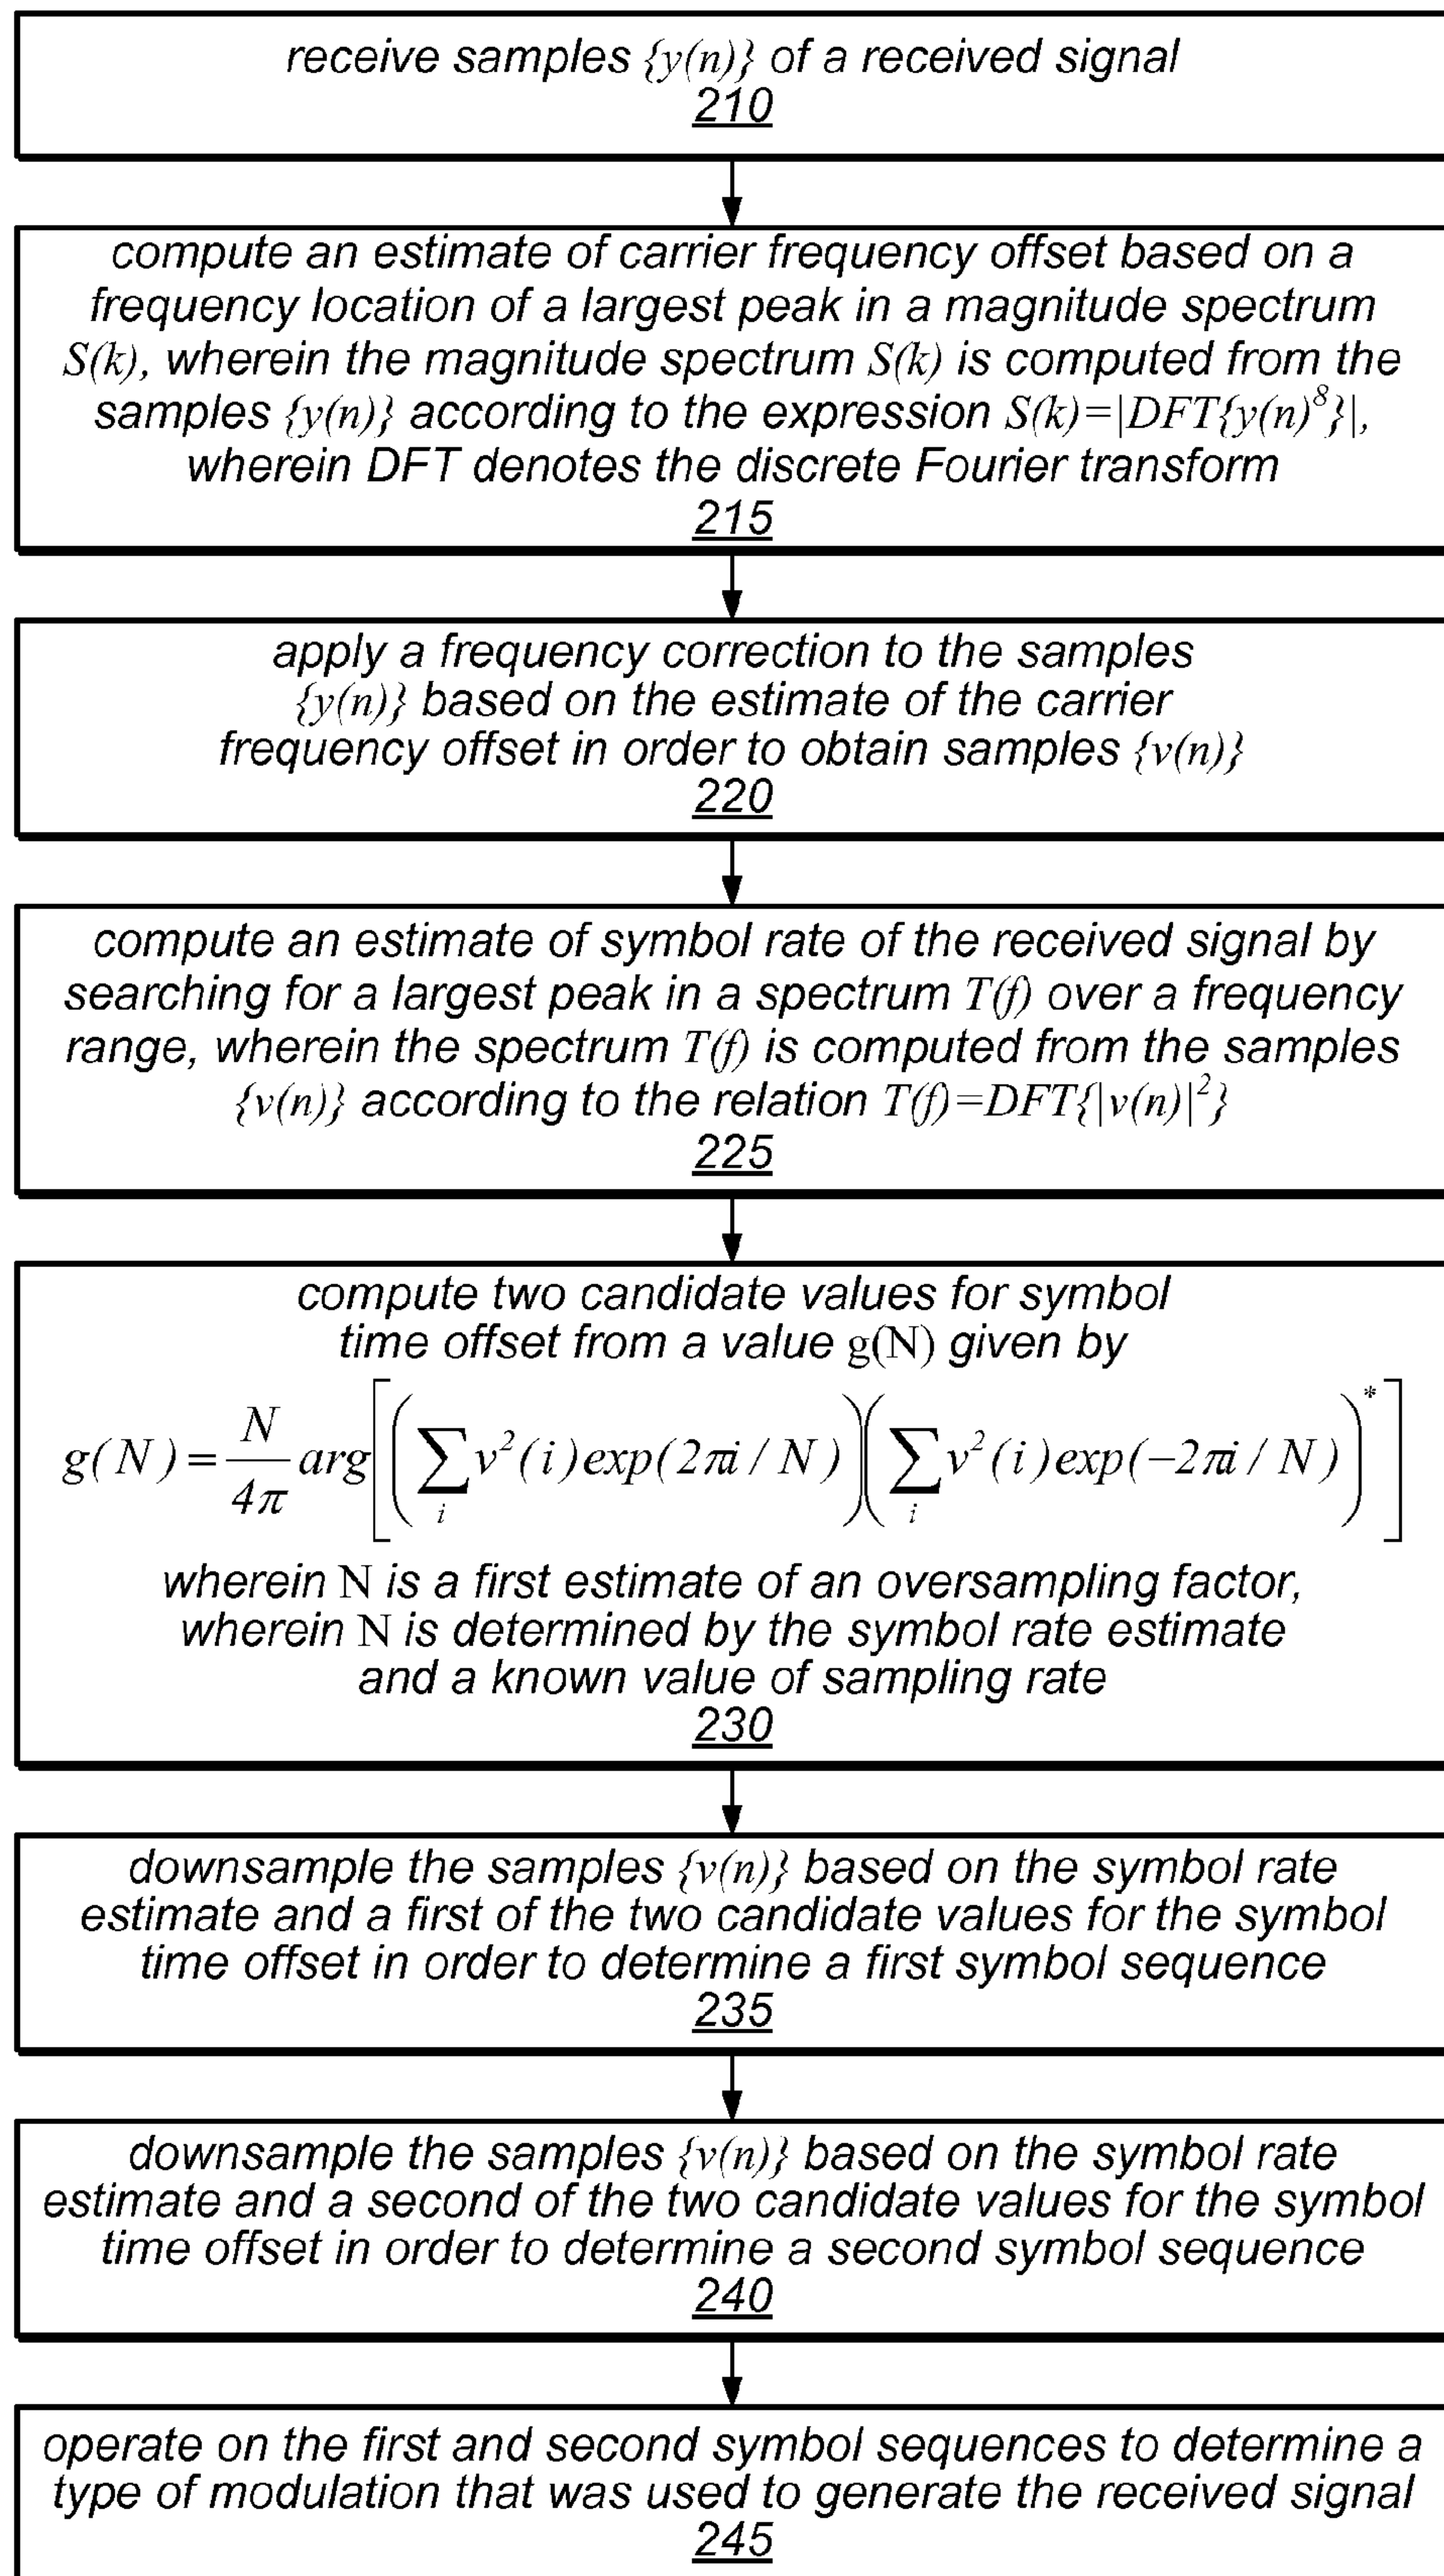 receive samples {y(n)} of a received signal
210
compute an estimate of carrier frequency offset based on a
frequency location of a largest peak in a magnitude spectrum
S(k), wherein the magnitude spectrum S(k) is computed from the
samples {y(n)} according to the expression S(k)=|DFT{y(n)⁸}|,
wherein DFT denotes the discrete Fourier transform
215
apply a frequency correction to the samples
{y(n)} based on the estimate of the carrier
frequency offset in order to obtain samples {v(n)}
220
compute an estimate of symbol rate of the received signal by
searching for a largest peak in a spectrum T(f) over a frequency
range, wherein the spectrum T(f) is computed from the samples
{v(n)} according to the relation T(f)=DFT{|v(n)|²}
225
compute two candidate values for symbol
time offset from a value g(N) given by
g(N) = N/4π arg[(∑ᵢ v²(i)exp(2πi/N))(∑ᵢ v²(i)exp(−2πi/N))*]
wherein N is a first estimate of an oversampling factor,
wherein N is determined by the symbol rate estimate
and a known value of sampling rate
230
downsample the samples {v(n)} based on the symbol rate
estimate and a first of the two candidate values for the symbol
time offset in order to determine a first symbol sequence
235
downsample the samples {v(n)} based on the symbol rate
estimate and a second of the two candidate values for the symbol
time offset in order to determine a second symbol sequence
240
operate on the first and second symbol sequences to determine a
type of modulation that was used to generate the received signal
245